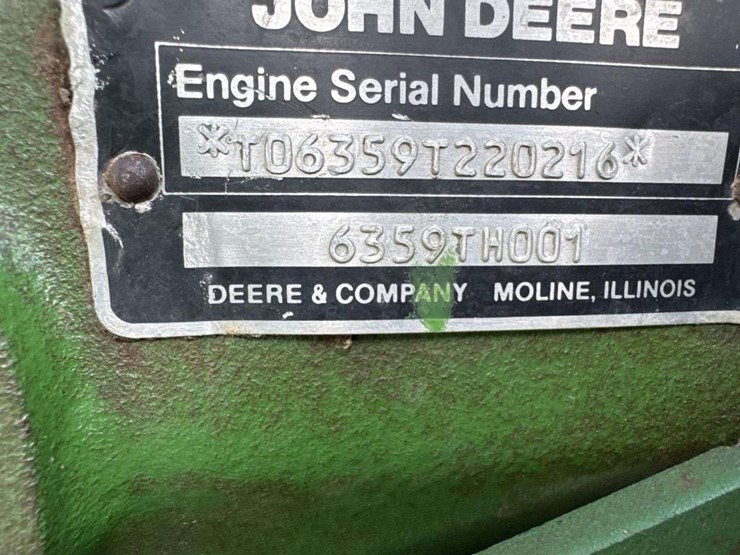 JOHN DEERE
Engine Serial Number
*T06359T220216*
6359TH001
DEERE & COMPANY MOLINE, ILLINOIS